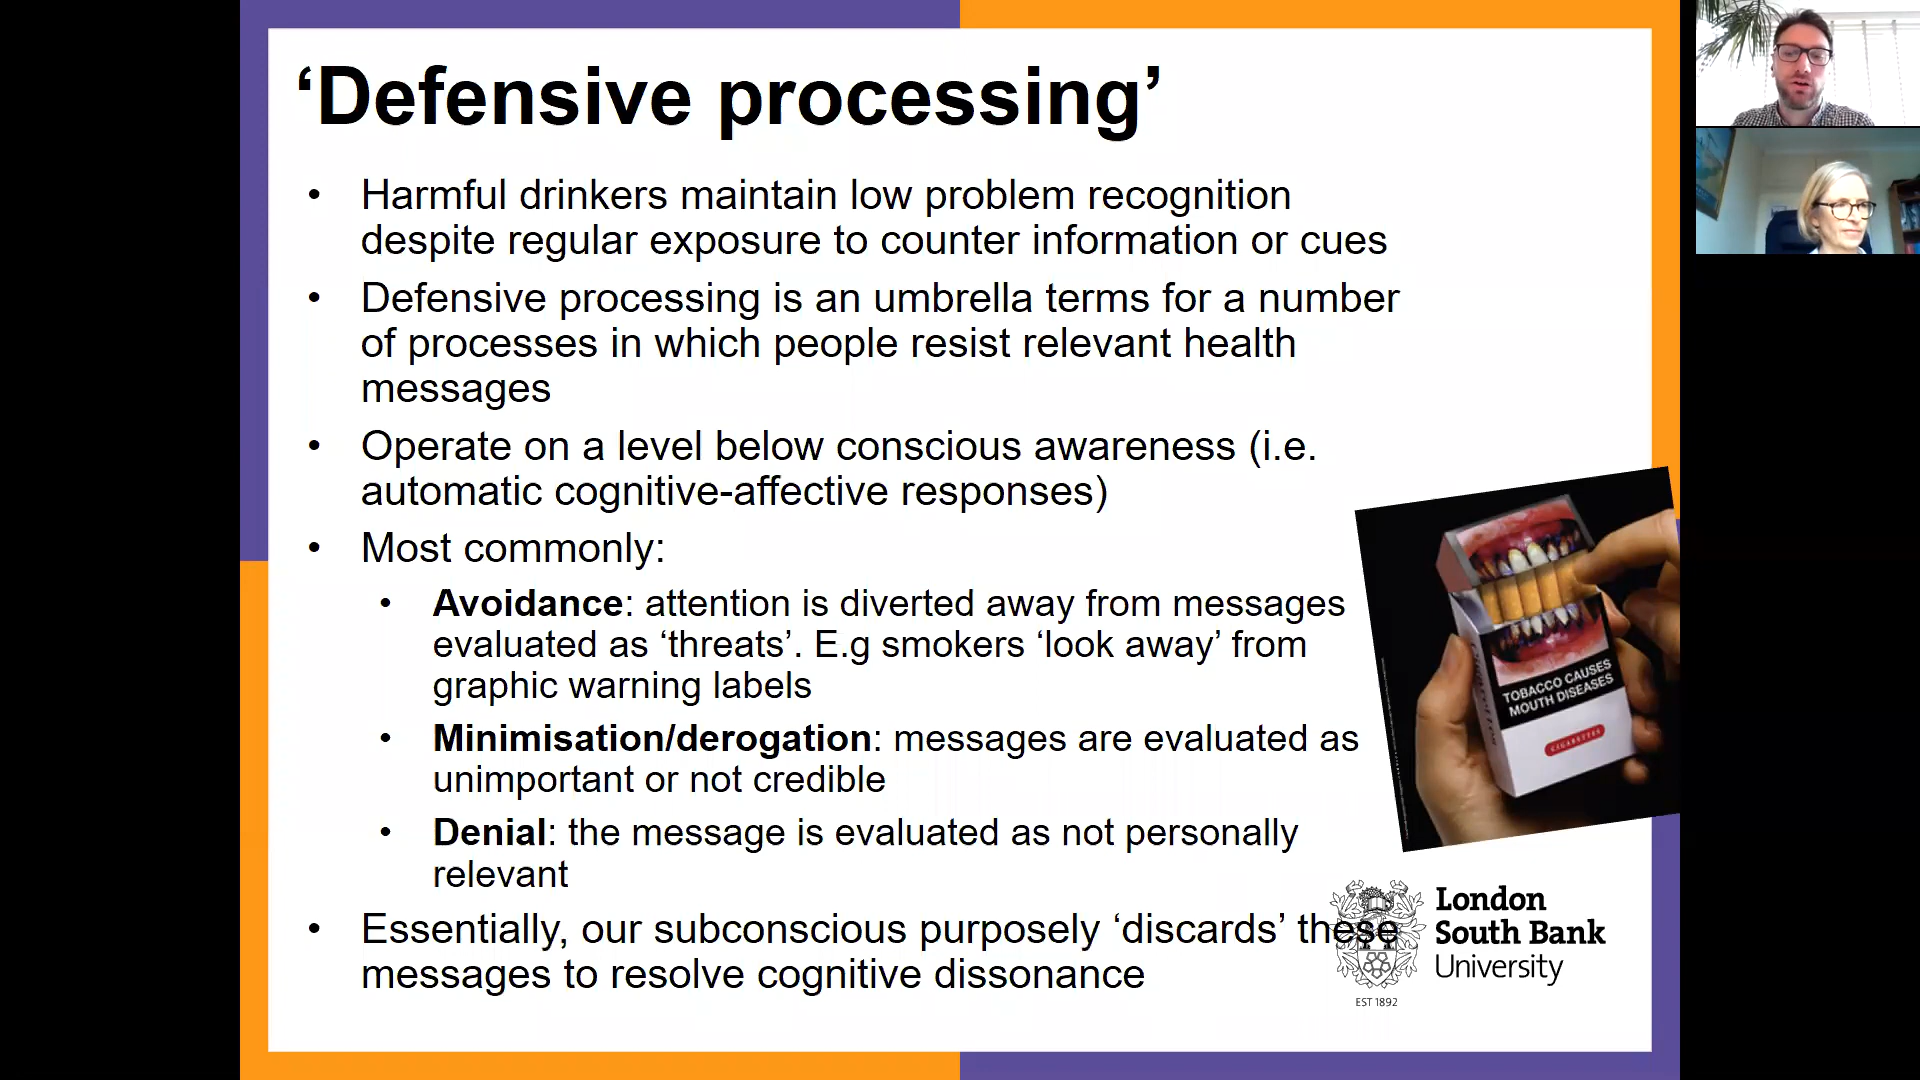 ‘Defensive processing’
• Harmful drinkers maintain low problem recognition
despite regular exposure to counter information or cues
• Defensive processing is an umbrella terms for a number
of processes in which people resist relevant health
messages
• Operate on a level below conscious awareness (i.e.
automatic cognitive-affective responses)
• Most commonly:
• Avoidance: attention is diverted away from messages
evaluated as ‘threats’. E.g smokers ‘look away’ from
graphic warning labels
• Minimisation/derogation: messages are evaluated as
unimportant or not credible
• Denial: the message is evaluated as not personally
relevant
• Essentially, our subconscious purposely ‘discards’ these
messages to resolve cognitive dissonance
TOBACCO CAUSES
MOUTH DISEASES
CIGARETTES
London
South Bank
University
EST 1892